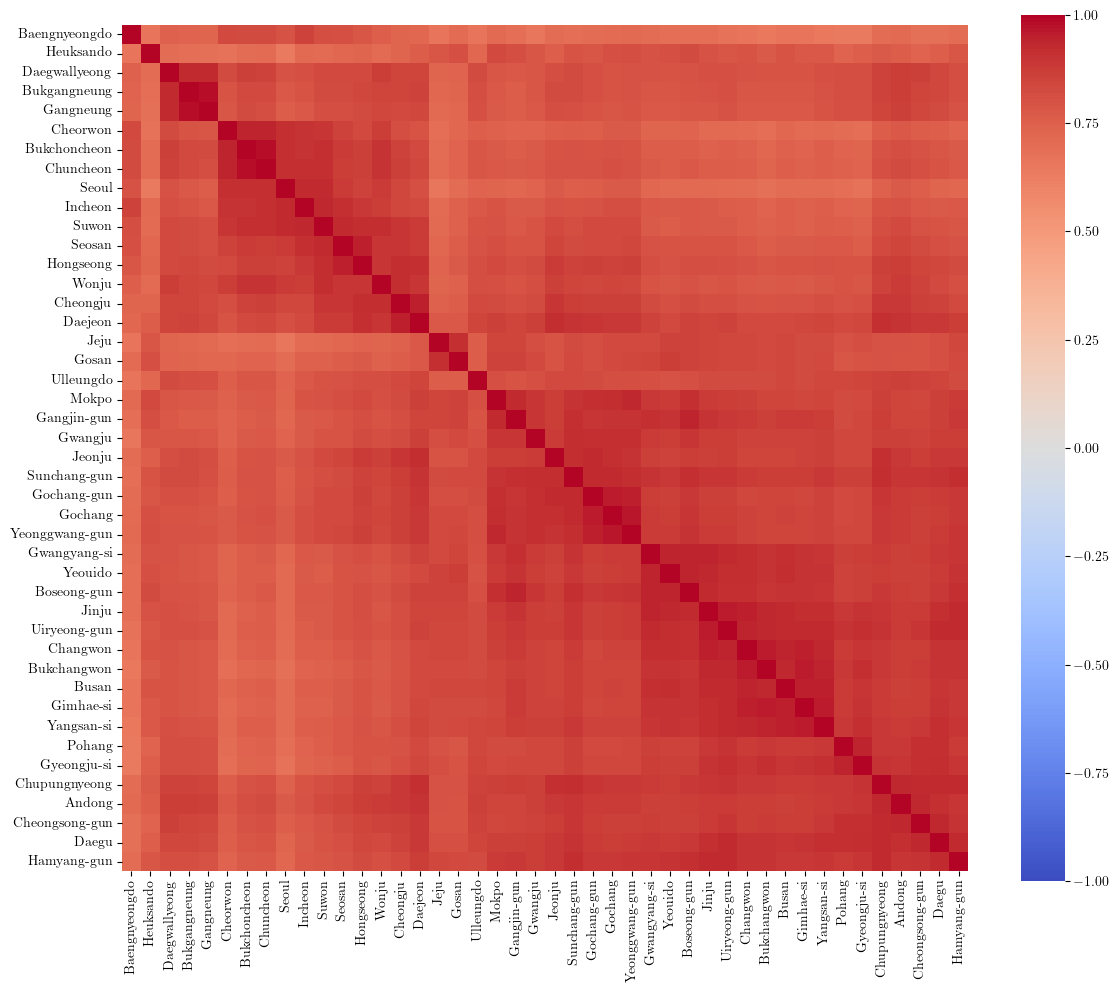 Baengnyeongdo
Heuksando
Daegwallyeong
Bukgangneung
Gangneung
Cheorwon
Bukchoncheon
Chuncheon
Seoul
Incheon
Suwon
Seosan
Hongseong
Wonju
Cheongju
Daejeon
Jeju
Gosan
Ulleungdo
Mokpo
Gangjin-gun
Gwangju
Jeonju
Sunchang-gun
Gochang-gun
Gochang
Yeonggwang-gun
Gwangyang-si
Yeouido
Boseong-gun
Jinju
Uiryeong-gun
Changwon
Bukchangwon
Busan
Gimhae-si
Yangsan-si
Pohang
Gyeongju-si
Chupungnyeong
Andong
Cheongsong-gun
Daegu
Hamyang-gun
Baengnyeongdo
Heuksando
Daegwallyeong
Bukgangneung
Gangneung
Cheorwon
Bukchoncheon
Chuncheon
Seoul
Incheon
Suwon
Seosan
Hongseong
Wonju
Cheongju
Daejeon
Jeju
Gosan
Ulleungdo
Mokpo
Gangjin-gun
Gwangju
Jeonju
Sunchang-gun
Gochang-gun
Gochang
Yeonggwang-gun
Gwangyang-si
Yeouido
Boseong-gun
Jinju
Uiryeong-gun
Changwon
Bukchangwon
Busan
Gimhae-si
Yangsan-si
Pohang
Gyeongju-si
Chupungnyeong
Andong
Cheongsong-gun
Daegu
Hamyang-gun
1.00
0.75
0.50
0.25
0.00
−0.25
−0.50
−0.75
−1.00